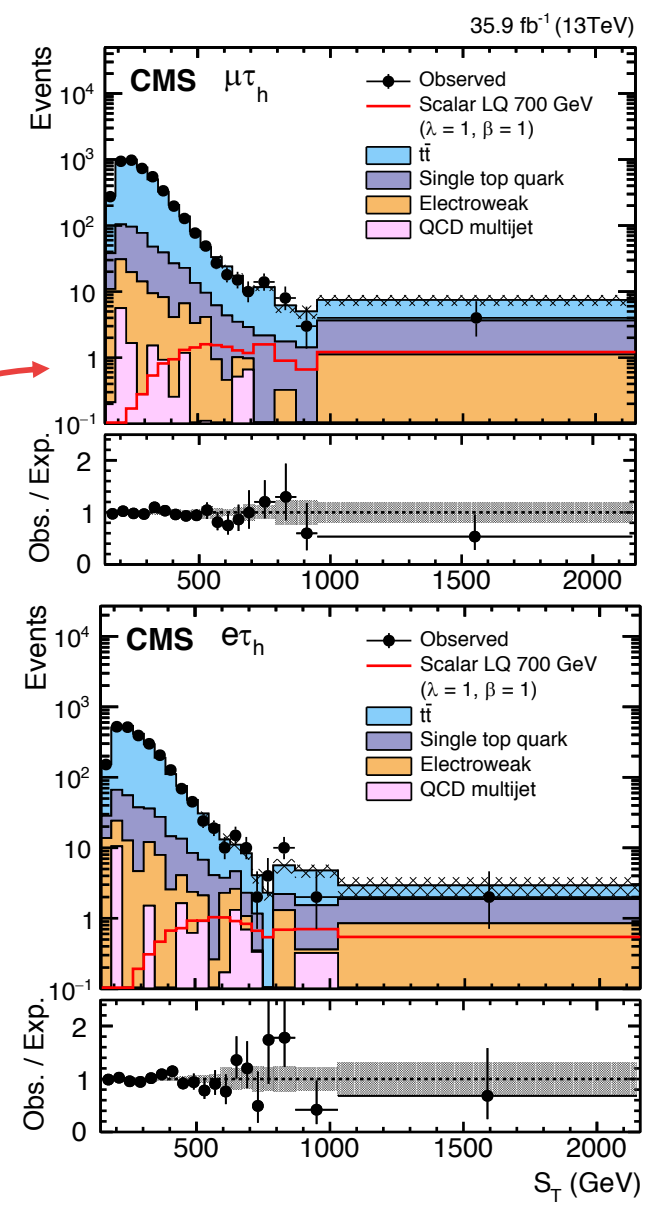 35.9 fb⁻¹ (13TeV)
Events
CMS μτₕ
Observed
Scalar LQ 700 GeV
(λ = 1, β = 1)
tt̄
Single top quark
Electroweak
QCD multijet
10⁴
10³
10²
10
1
10⁻¹
Obs. / Exp.
2
1
0
500 1000 1500 2000
Events
CMS eτₕ
Observed
Scalar LQ 700 GeV
(λ = 1, β = 1)
tt̄
Single top quark
Electroweak
QCD multijet
10⁴
10³
10²
10
1
10⁻¹
Obs. / Exp.
2
1
0
500 1000 1500 2000
S_T (GeV)